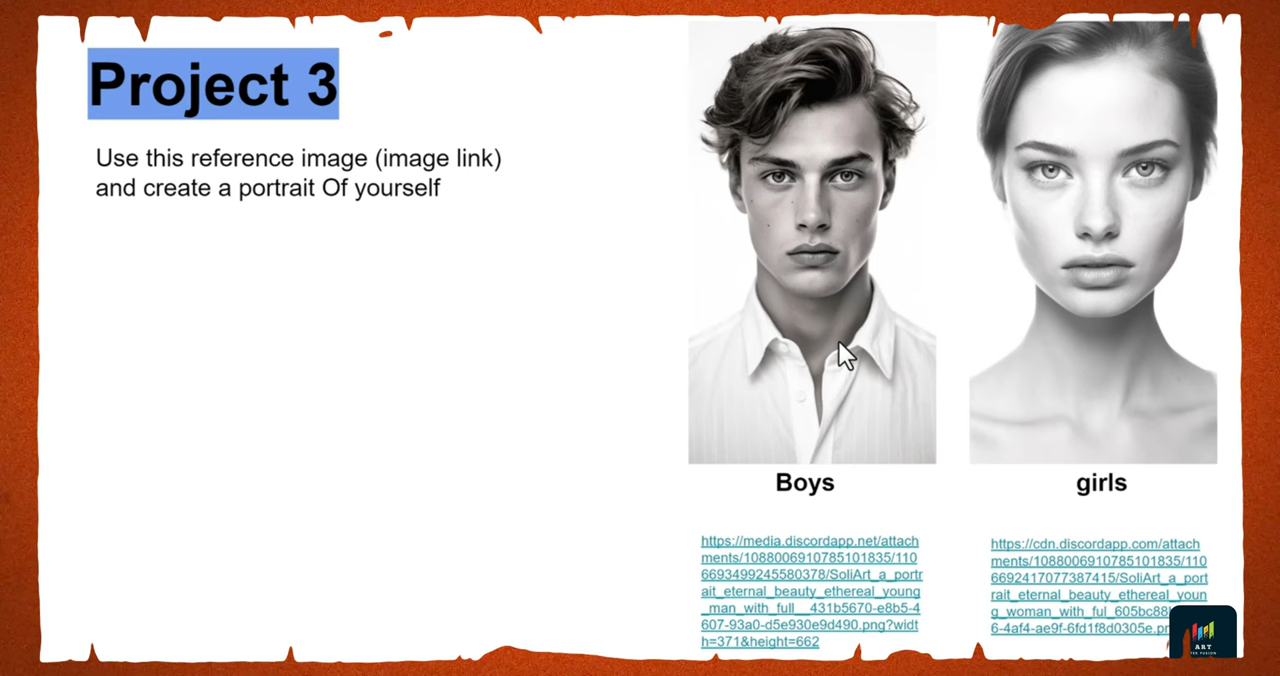 Project 3
Use this reference image (image link)
and create a portrait Of yourself
Boys
https://media.discordapp.net/attach
ments/1088006910785101835/110
6693499245580378/SoliArt_a_portr
ait_eternal_beauty_ethereal_young
_man_with_full__431b5670-e8b5-4
607-93a0-d5e930e9d490.png?widt
h=371&height=662
girls
https://cdn.discordapp.com/attach
ments/1088006910785101835/110
6692417077387415/SoliArt_a_port
rait_eternal_beauty_ethereal_youn
g_woman_with_ful_605bc88
6-4af4-ae9f-6fd1f8d0305e.pn
ART